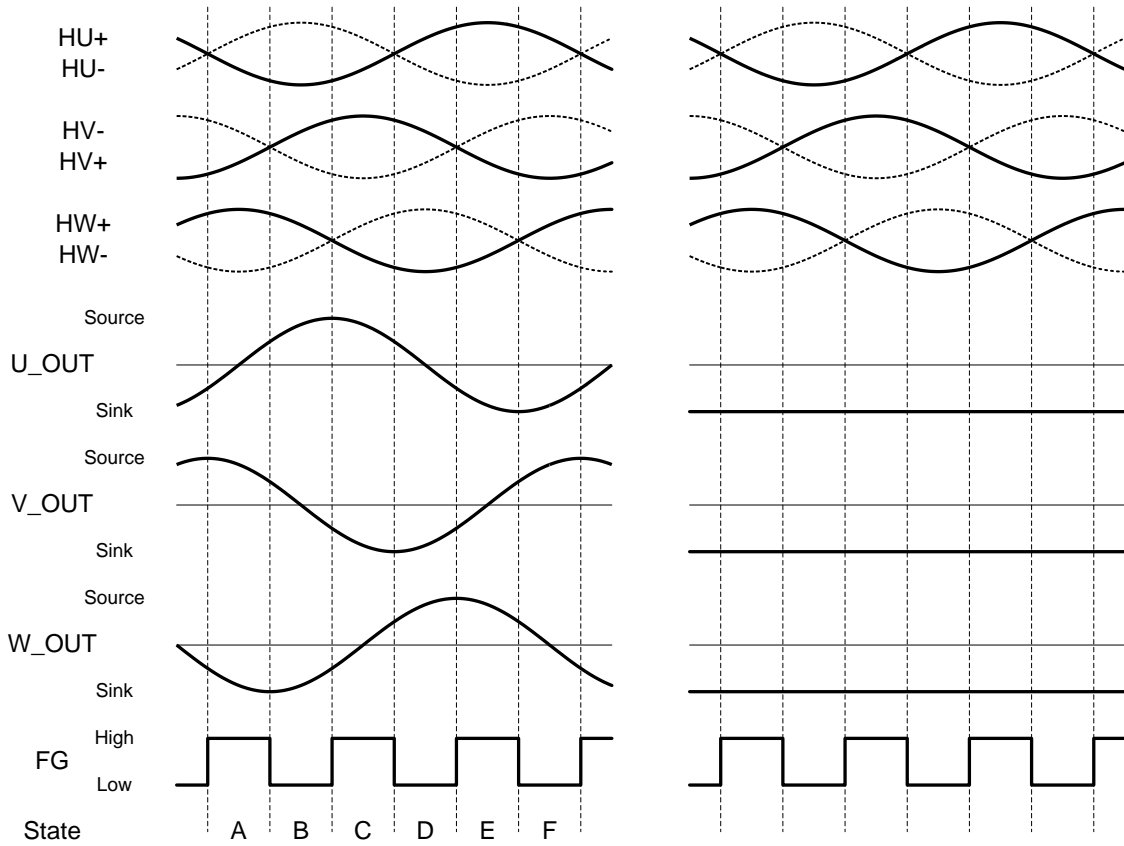 HU+
HU-
HV-
HV+
HW+
HW-
Source
U_OUT
Sink
Source
V_OUT
Sink
Source
W_OUT
Sink
High
FG
Low
State A B C D E F